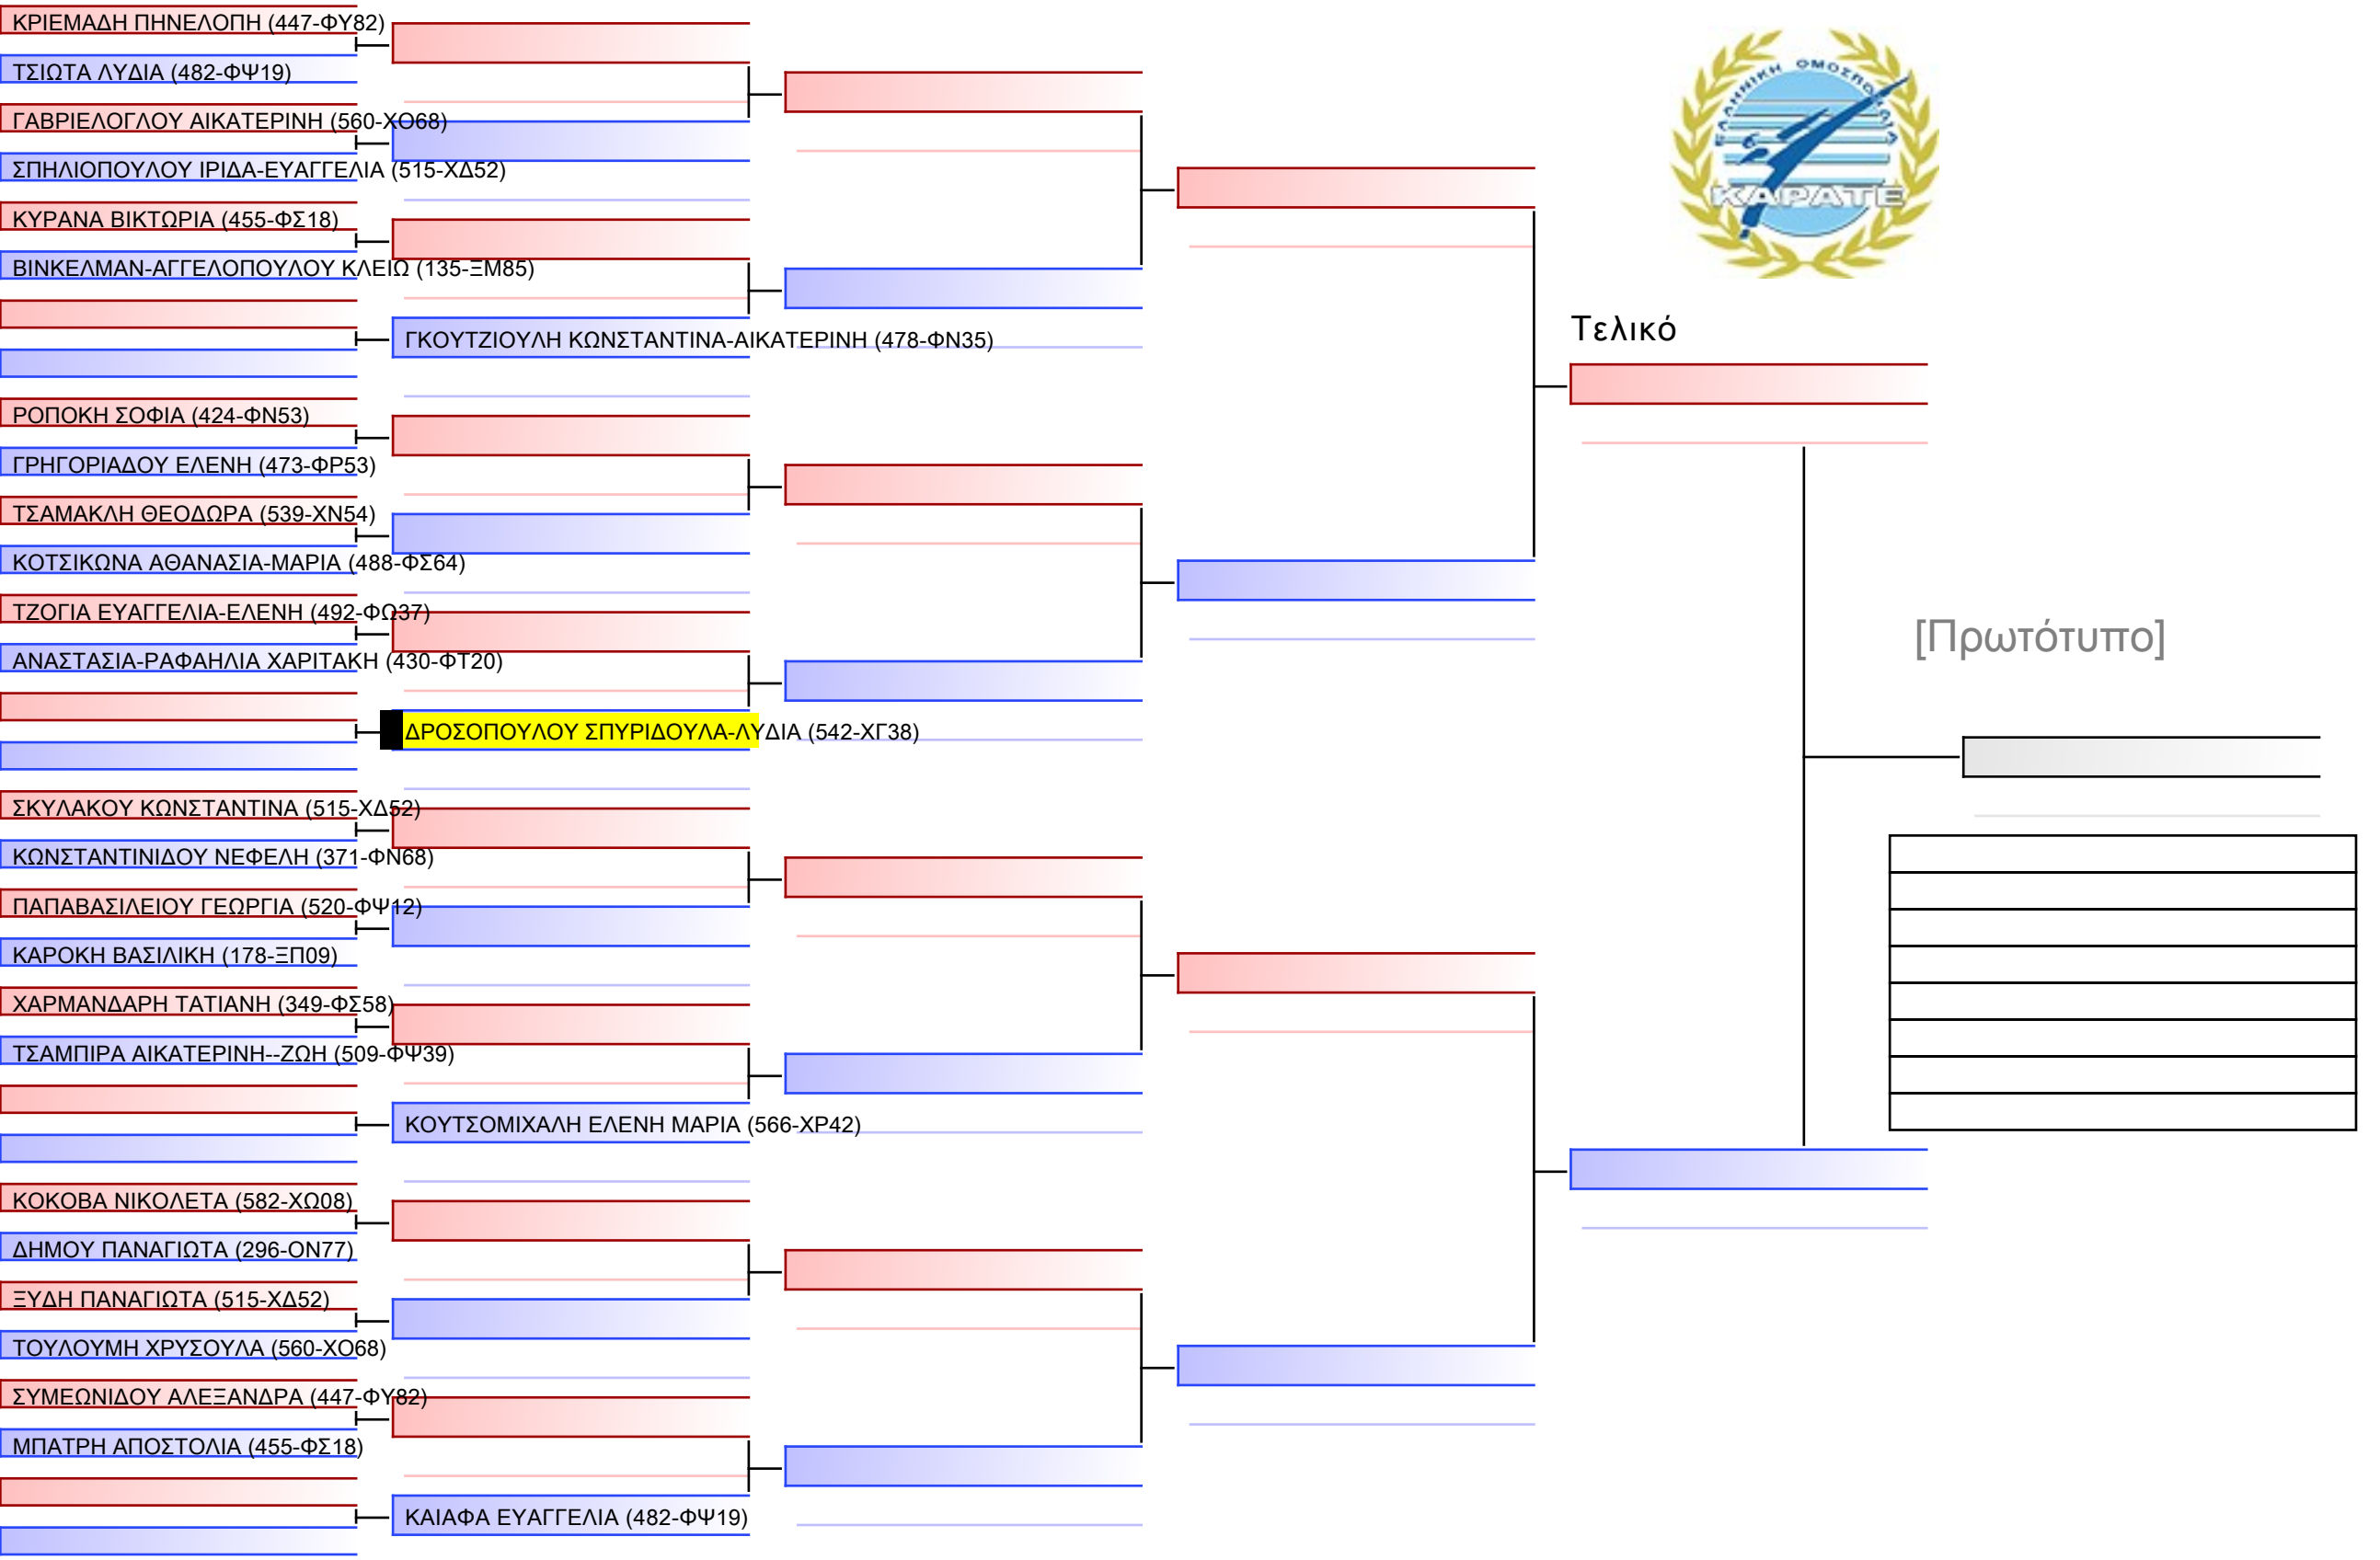 ΚΡΙΕΜΑΔΗ ΠΗΝΕΛΟΠΗ (447-ΦΥ82)
ΤΣΙΩΤΑ ΛΥΔΙΑ (482-ΦΨ19)
ΓΑΒΡΙΕΛΟΓΛΟΥ ΑΙΚΑΤΕΡΙΝΗ (560-ΧΟ68)
ΣΠΗΛΙΟΠΟΥΛΟΥ ΙΡΙΔΑ-ΕΥΑΓΓΕΛΙΑ (515-ΧΔ52)
ΚΥΡΑΝΑ ΒΙΚΤΩΡΙΑ (455-ΦΣ18)
ΒΙΝΚΕΛΜΑΝ-ΑΓΓΕΛΟΠΟΥΛΟΥ ΚΛΕΙΩ (135-ΞΜ85)
ΓΚΟΥΤΖΙΟΥΛΗ ΚΩΝΣΤΑΝΤΙΝΑ-ΑΙΚΑΤΕΡΙΝΗ (478-ΦΝ35)
ΡΟΠΟΚΗ ΣΟΦΙΑ (424-ΦΝ53)
ΓΡΗΓΟΡΙΑΔΟΥ ΕΛΕΝΗ (473-ΦΡ53)
ΤΣΑΜΑΚΛΗ ΘΕΟΔΩΡΑ (539-ΧΝ54)
ΚΟΤΣΙΚΩΝΑ ΑΘΑΝΑΣΙΑ-ΜΑΡΙΑ (488-ΦΣ64)
ΤΖΟΓΙΑ ΕΥΑΓΓΕΛΙΑ-ΕΛΕΝΗ (492-ΦΩ37)
ΑΝΑΣΤΑΣΙΑ-ΡΑΦΑΗΛΙΑ ΧΑΡΙΤΑΚΗ (430-ΦΤ20)
ΔΡΟΣΟΠΟΥΛΟΥ ΣΠΥΡΙΔΟΥΛΑ-ΛΥΔΙΑ (542-ΧΓ38)
ΣΚΥΛΑΚΟΥ ΚΩΝΣΤΑΝΤΙΝΑ (515-ΧΔ52)
ΚΩΝΣΤΑΝΤΙΝΙΔΟΥ ΝΕΦΕΛΗ (371-ΦΝ68)
ΠΑΠΑΒΑΣΙΛΕΙΟΥ ΓΕΩΡΓΙΑ (520-ΦΨ12)
ΚΑΡΟΚΗ ΒΑΣΙΛΙΚΗ (178-ΞΠ09)
ΧΑΡΜΑΝΔΑΡΗ ΤΑΤΙΑΝΗ (349-ΦΣ58)
ΤΣΑΜΠΙΡΑ ΑΙΚΑΤΕΡΙΝΗ--ΖΩΗ (509-ΦΨ39)
ΚΟΥΤΣΟΜΙΧΑΛΗ ΕΛΕΝΗ ΜΑΡΙΑ (566-ΧΡ42)
ΚΟΚΟΒΑ ΝΙΚΟΛΕΤΑ (582-ΧΩ08)
ΔΗΜΟΥ ΠΑΝΑΓΙΩΤΑ (296-ΟΝ77)
ΞΥΔΗ ΠΑΝΑΓΙΩΤΑ (515-ΧΔ52)
ΤΟΥΛΟΥΜΗ ΧΡΥΣΟΥΛΑ (560-ΧΟ68)
ΣΥΜΕΩΝΙΔΟΥ ΑΛΕΞΑΝΔΡΑ (447-ΦΥ82)
ΜΠΑΤΡΗ ΑΠΟΣΤΟΛΙΑ (455-ΦΣ18)
ΚΑΙΑΦΑ ΕΥΑΓΓΕΛΙΑ (482-ΦΨ19)
ΕΛΛΗΝΙΚΗ ΟΜΟΣΠΟΝΔΙΑ
ΚΑΡΑΤΕ
Τελικό
[Πρωτότυπο]